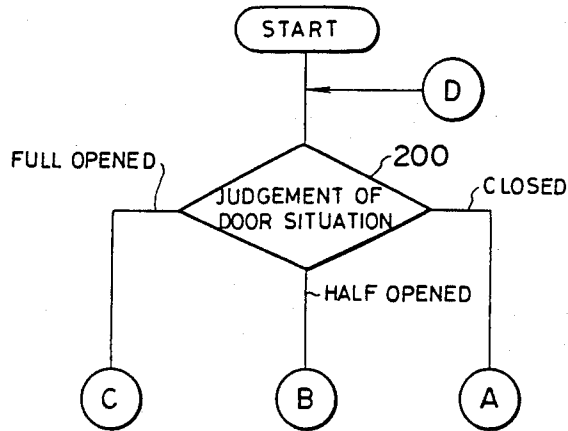 START
D
200
FULL OPENED
JUDGEMENT OF
DOOR SITUATION
CLOSED
HALF OPENED
C
B
A